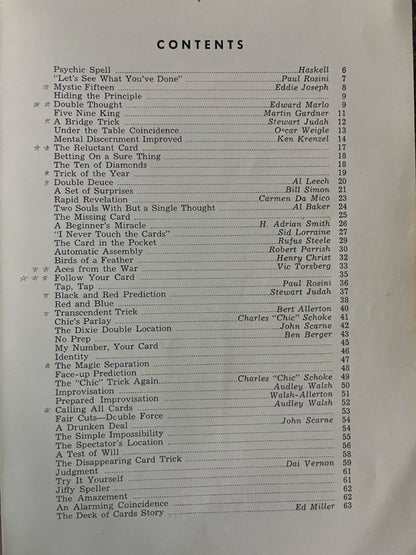 CONTENTS
Psychic Spell Haskell 6
"Let's See What You've Done" Paul Rosini 7
☆ Mystic Fifteen Eddie Joseph 8
Hiding the Principle 9
☆ ☆ Double Thought Edward Marlo 9
Five Nine King Martin Gardner 11
☆ A Bridge Trick Stewart Judah 12
Under the Table Coincidence Oscar Weigle 13
Mental Discernment Improved Ken Krenzel 14
☆ ☆ The Reluctant Card 17
Betting On a Sure Thing 18
The Ten of Diamonds 18
☆ Trick of the Year 19
☆ Double Deuce Al Leech 20
A Set of Surprises Bill Simon 21
Rapid Revelation Carmen Da Mico 23
Two Souls With But a Single Thought Al Baker 24
The Missing Card 25
A Beginner's Miracle H. Adrian Smith 26
"I Never Touch the Cards" Sid Lorraine 27
The Card in the Pocket Rufus Steele 29
Automatic Assembly Robert Parrish 30
Birds of a Feather Henry Christ 32
☆ ☆ Aces from the War Vic Torsberg 33
☆ ☆ ☆ Follow Your Card 35
Tap, Tap Paul Rosini 36
☆ Black and Red Prediction Stewart Judah 37
Red and Blue 38
☆ Transcendent Trick Bert Allerton 40
Chic's Parlay Charles "Chic" Schoke 41
The Dixie Double Location John Scarne 42
No Prep Ben Berger 43
My Number, Your Card 45
Identity 46
☆ The Magic Separation 47
Face-up Prediction 48
The "Chic" Trick Again Charles "Chic" Schoke 49
Improvisation Audley Walsh 50
Prepared Improvisation Walsh-Allerton 51
☆ Calling All Cards Audley Walsh 52
Fair Cuts—Double Force 53
A Drunken Deal John Scarne 54
The Simple Impossibility 54
The Spectator's Location 55
A Test of Will 56
The Disappearing Card Trick 58
Judgment Dai Vernon 59
Try It Yourself 61
Jiffy Speller 61
The Amazement 62
An Alarming Coincidence 62
The Deck of Cards Story Ed Miller 63